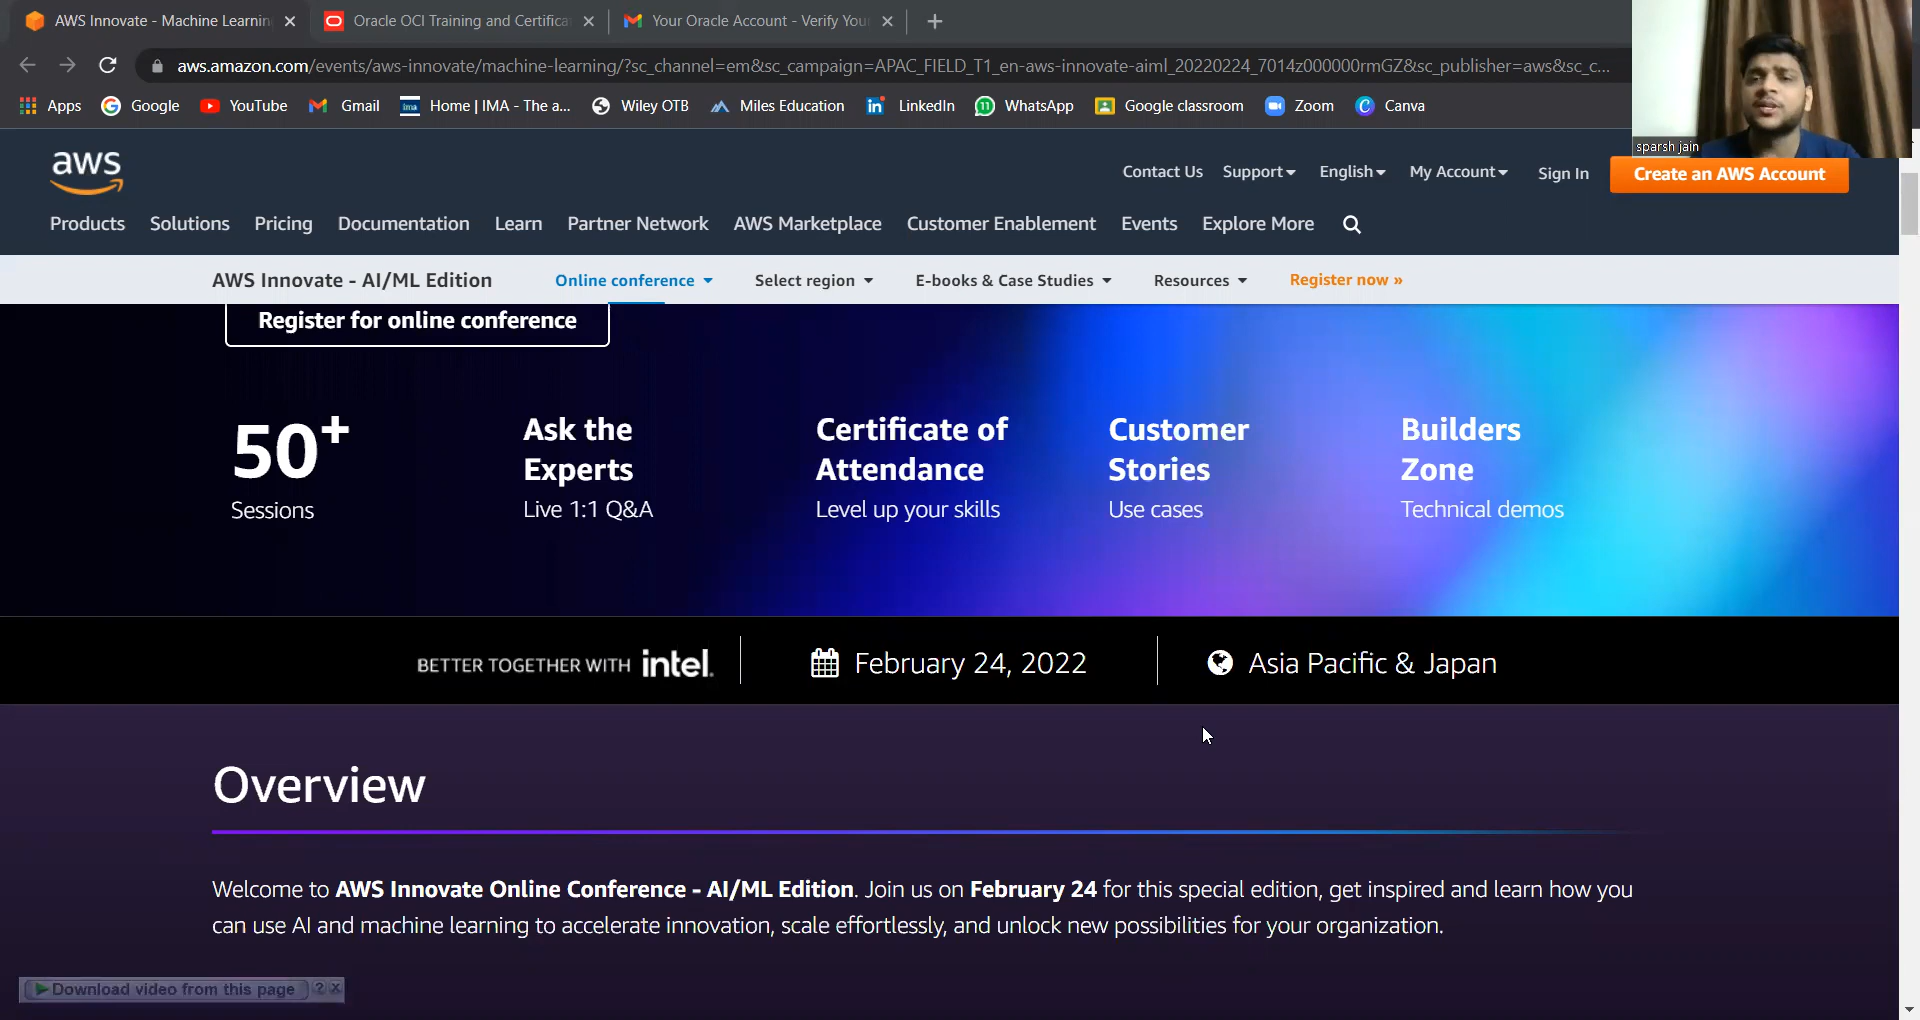 AWS Innovate - Machine Learnin
Oracle OCI Training and Certifica
Your Oracle Account - Verify You
aws.amazon.com/events/aws-innovate/machine-learning/?sc_channel=em&sc_campaign=APAC_FIELD_T1_en-aws-innovate-aiml_20220224_7014z000000rmGZ&sc_publisher=aws&sc_c...
Apps Google YouTube Gmail Home | IMA - The a... Wiley OTB Miles Education LinkedIn 11 WhatsApp Google classroom Zoom Canva
sparsh jain
aws
Contact Us Support English My Account Sign In Create an AWS Account
Products Solutions Pricing Documentation Learn Partner Network AWS Marketplace Customer Enablement Events Explore More
AWS Innovate - AI/ML Edition Online conference Select region E-books & Case Studies Resources Register now »
Register for online conference
50+
Sessions
Ask the
Experts
Live 1:1 Q&A
Certificate of
Attendance
Level up your skills
Customer
Stories
Use cases
Builders
Zone
Technical demos
BETTER TOGETHER WITH intel.
February 24, 2022
Asia Pacific & Japan
Overview
Welcome to AWS Innovate Online Conference - AI/ML Edition. Join us on February 24 for this special edition, get inspired and learn how you
can use AI and machine learning to accelerate innovation, scale effortlessly, and unlock new possibilities for your organization.
Download video from this page ? x